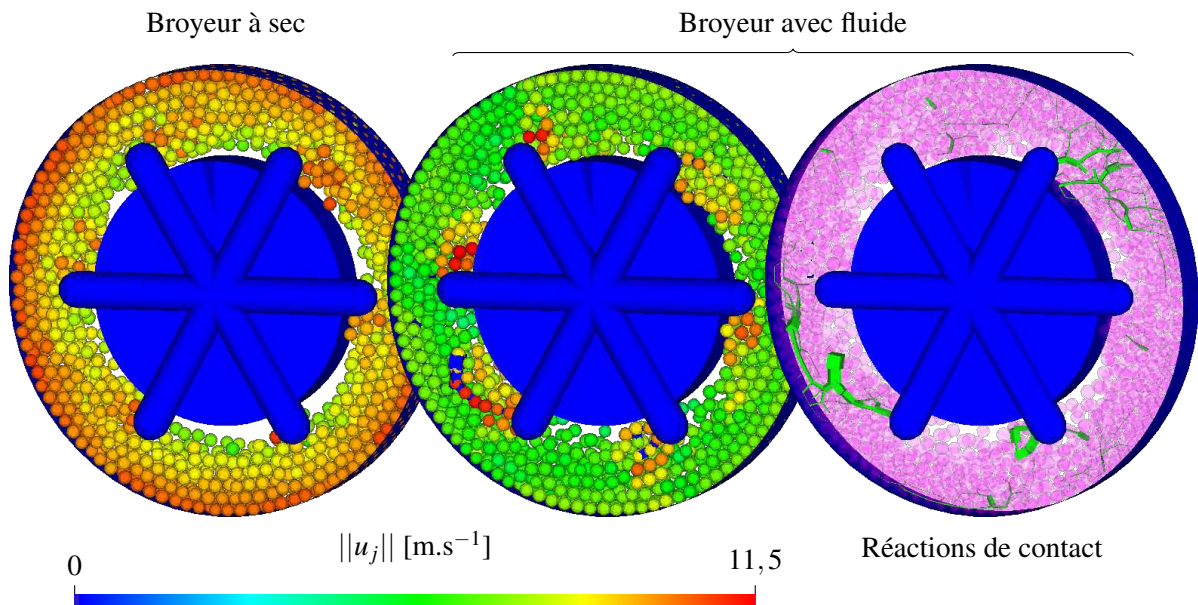 Broyeur à sec
Broyeur avec fluide
||u_j|| [m.s⁻¹]
Réactions de contact
0
11,5